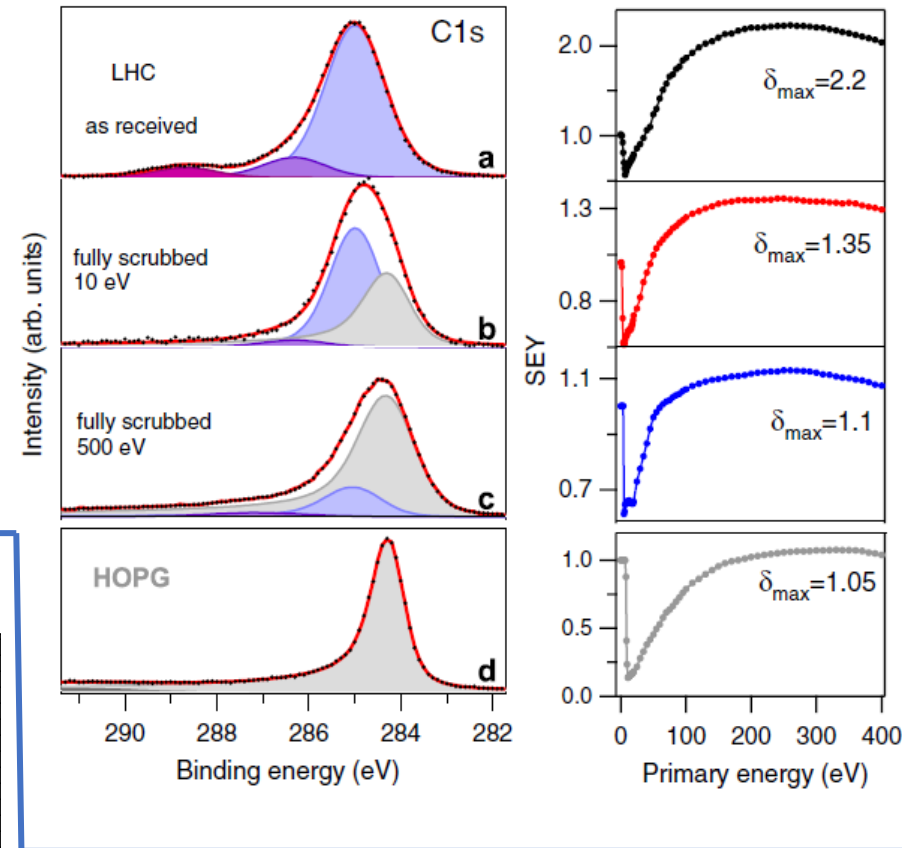 C1s
LHC
as received
a
fully scrubbed
10 eV
b
fully scrubbed
500 eV
c
HOPG
d
Intensity (arb. units)
290
288
286
284
282
Binding energy (eV)
2.0
1.0
δmax=2.2
1.3
0.8
δmax=1.35
1.1
0.7
δmax=1.1
1.0
0.5
0.0
δmax=1.05
SEY
0
100
200
300
400
Primary energy (eV)